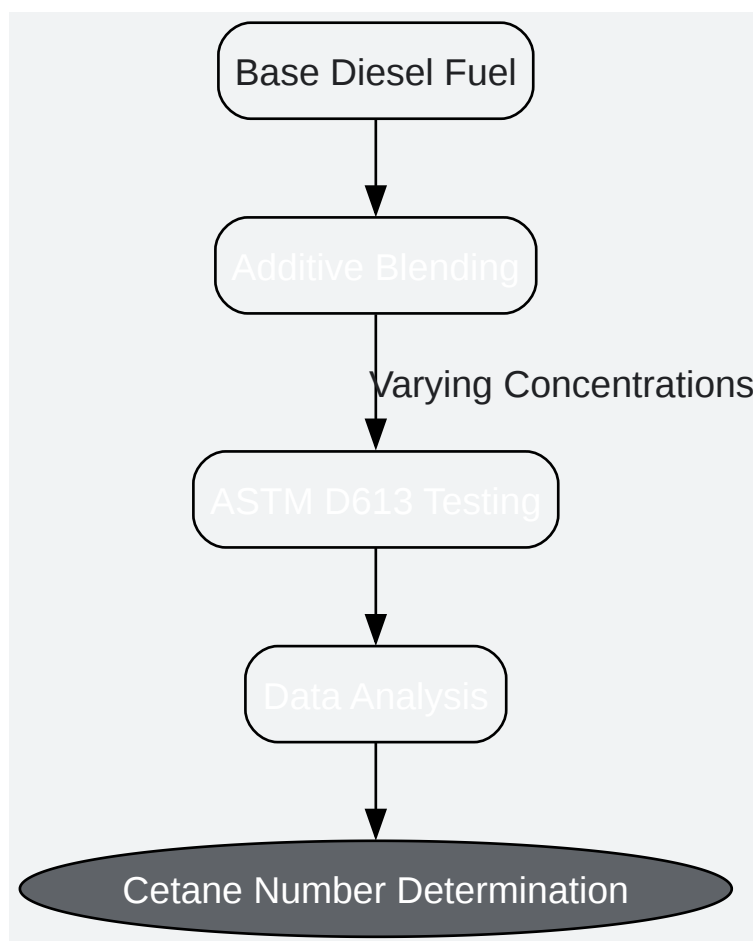 Base Diesel Fuel
Additive Blending
Varying Concentrations
ASTM D613 Testing
Data Analysis
Cetane Number Determination